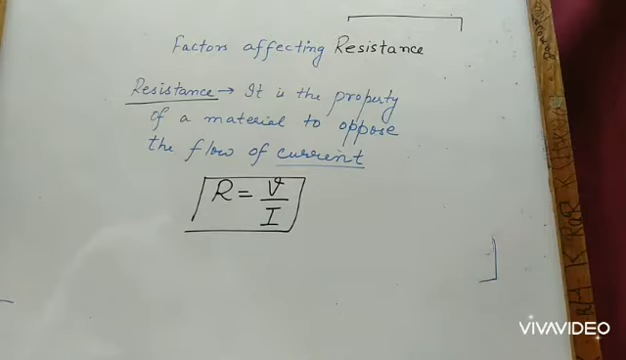 Factors affecting Resistance
Resistance → It is the property
of a material to oppose
the flow of current
R = V/I
VIVAVIDEO